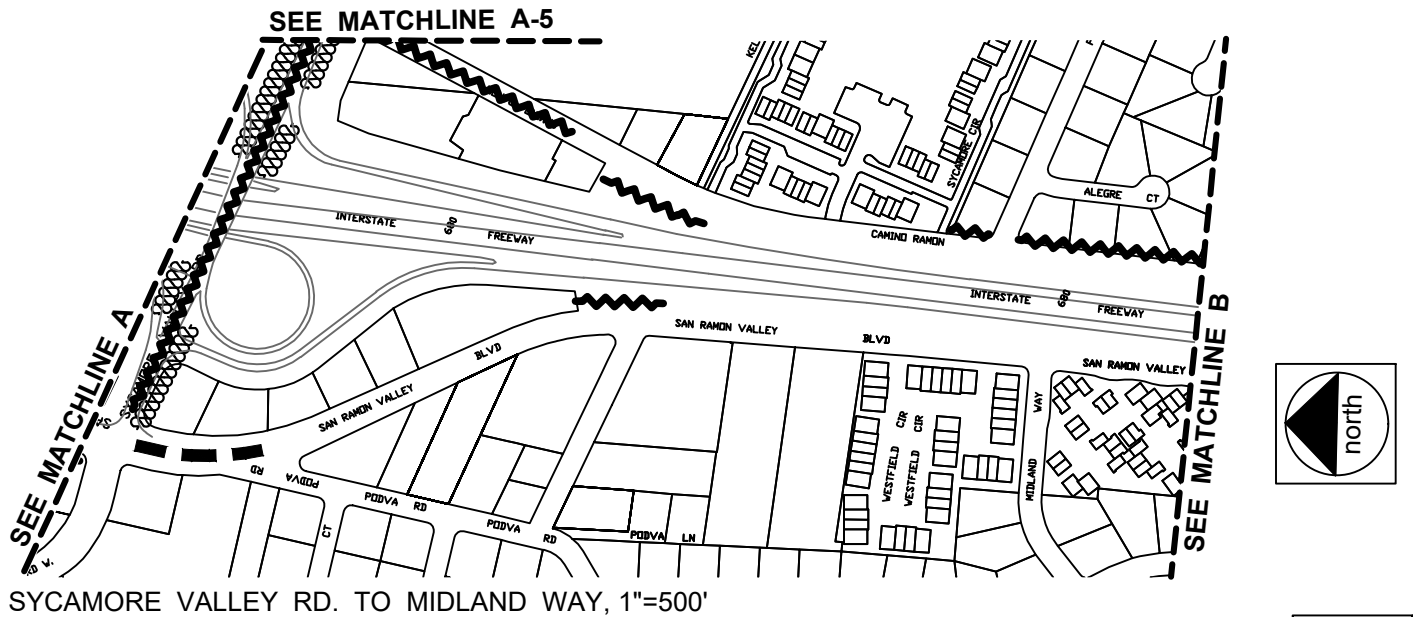 SEE MATCHLINE A-5
KEL
SYCAMORE CIR
ALEGRE CT
INTERSTATE 680 FREEWAY
CAMINO RAMON
INTERSTATE 680 FREEWAY
SEE MATCHLINE A
SEE MATCHLINE B
SAN RAMON VALLEY BLVD
SAN RAMON VALLEY
SAN RAMON VALLEY BLVD
WESTFIELD CIR
WESTFIELD CIR
MIDLAND WAY
north
PODVA RD
PODVA RD
PODVA RD
CT
PODVA LN
RD W.
SYCAMORE VALLEY RD. TO MIDLAND WAY, 1"=500'